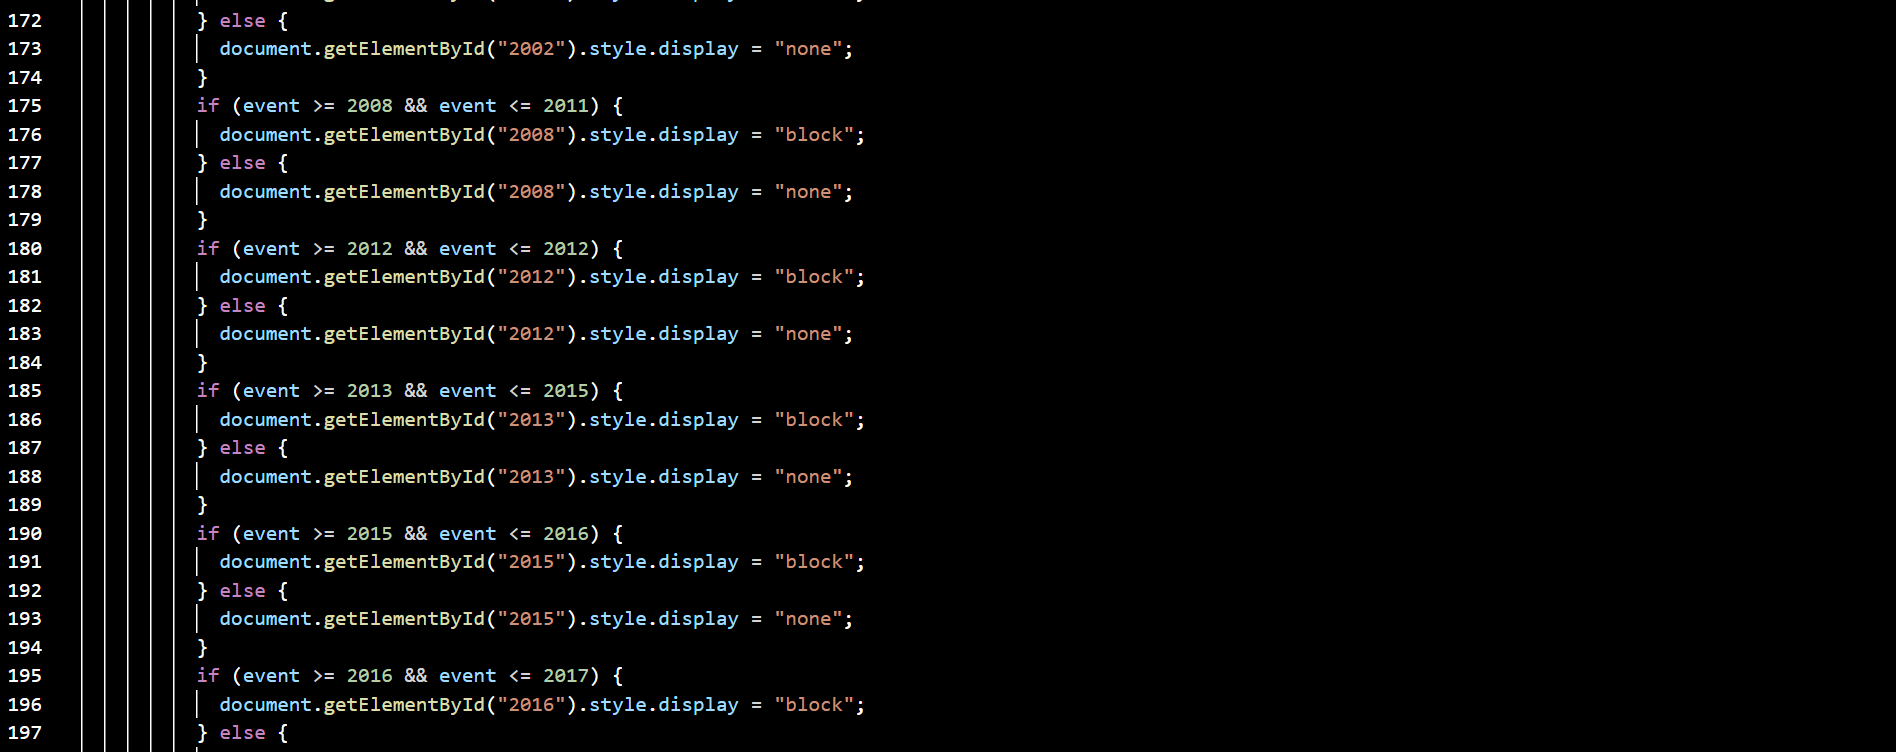 172 } else {
173 document.getElementById("2002").style.display = "none";
174 }
175 if (event >= 2008 && event <= 2011) {
176 document.getElementById("2008").style.display = "block";
177 } else {
178 document.getElementById("2008").style.display = "none";
179 }
180 if (event >= 2012 && event <= 2012) {
181 document.getElementById("2012").style.display = "block";
182 } else {
183 document.getElementById("2012").style.display = "none";
184 }
185 if (event >= 2013 && event <= 2015) {
186 document.getElementById("2013").style.display = "block";
187 } else {
188 document.getElementById("2013").style.display = "none";
189 }
190 if (event >= 2015 && event <= 2016) {
191 document.getElementById("2015").style.display = "block";
192 } else {
193 document.getElementById("2015").style.display = "none";
194 }
195 if (event >= 2016 && event <= 2017) {
196 document.getElementById("2016").style.display = "block";
197 } else {